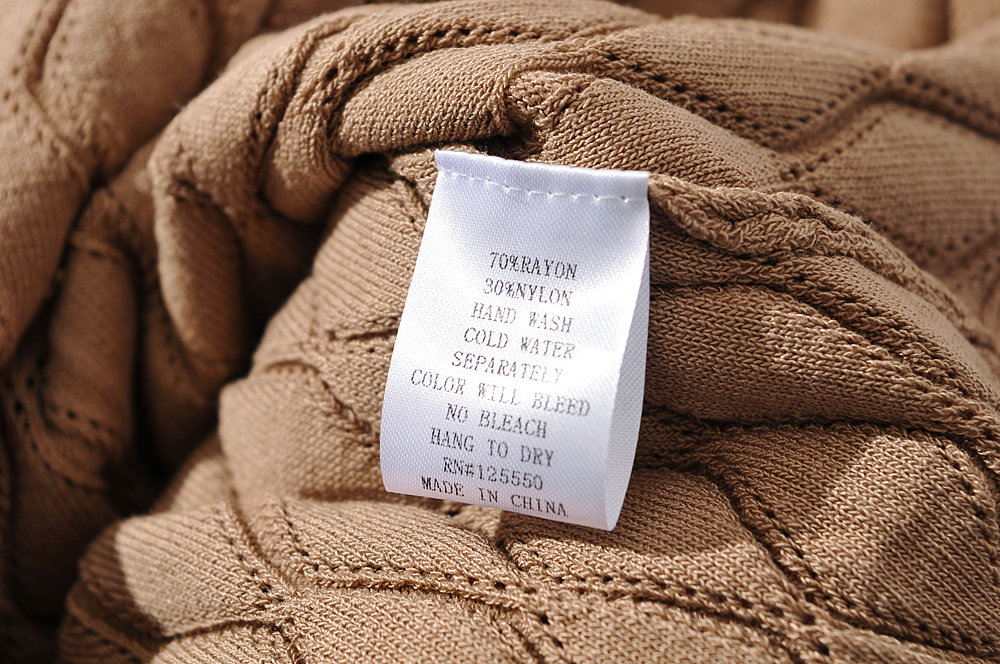 70%RAYON
30%NYLON
HAND WASH
COLD WATER
SEPARATELY
COLOR WILL BLEED
NO BLEACH
HANG TO DRY
RN#125550
MADE IN CHINA